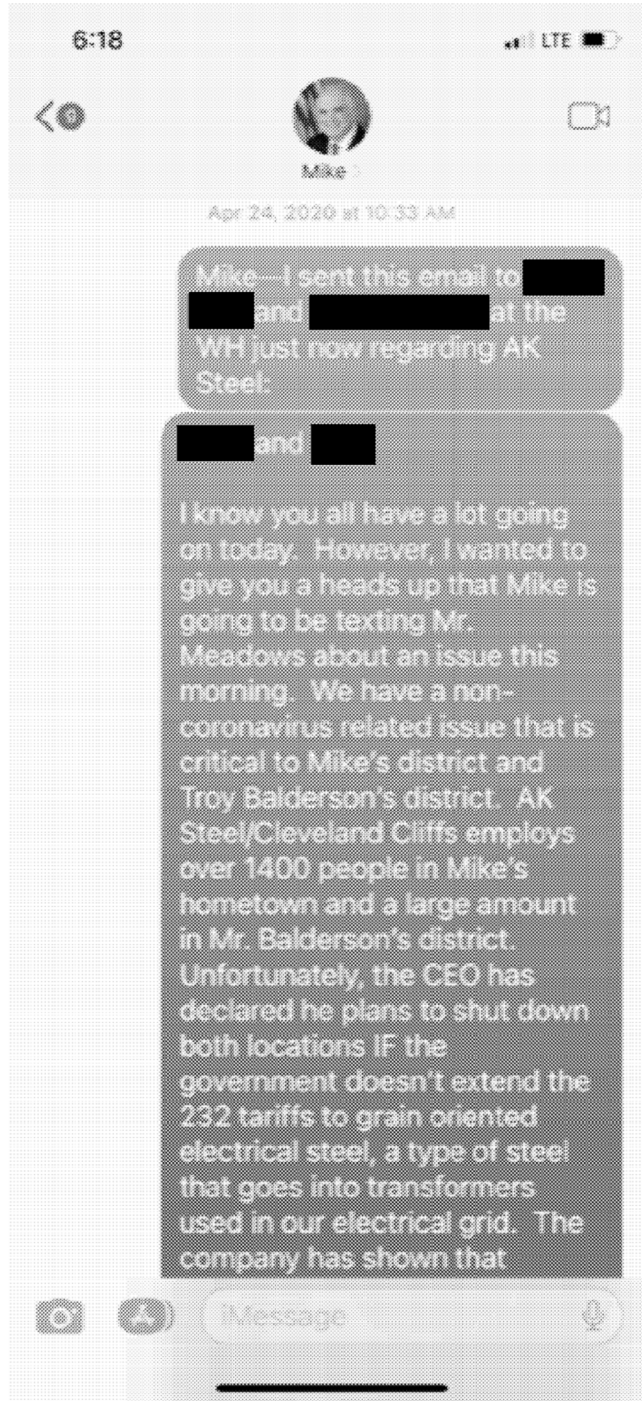 6:18
LTE
9
Mike
Apr 24, 2020 at 10:33 AM
Mike—I sent this email to
and at the
WH just now regarding AK
Steel:
and
I know you all have a lot going
on today. However, I wanted to
give you a heads up that Mike is
going to be texting Mr.
Meadows about an issue this
morning. We have a non-
coronavirus related issue that is
critical to Mike's district and
Troy Balderson's district. AK
Steel/Cleveland Cliffs employs
over 1400 people in Mike's
hometown and a large amount
in Mr. Balderson's district.
Unfortunately, the CEO has
declared he plans to shut down
both locations IF the
government doesn't extend the
232 tariffs to grain oriented
electrical steel, a type of steel
that goes into transformers
used in our electrical grid. The
company has shown that
iMessage